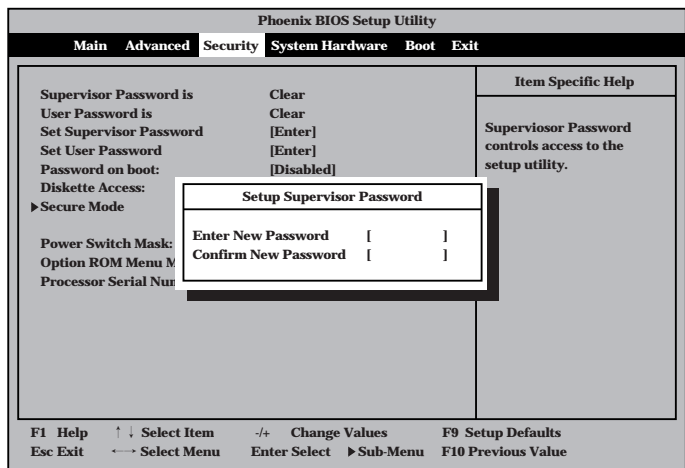 Phoenix BIOS Setup Utility
Main Advanced Security System Hardware Boot Exit
Item Specific Help
Superviosor Password
controls access to the
setup utility.
Supervisor Password is Clear
User Password is Clear
Set Supervisor Password [Enter]
Set User Password [Enter]
Password on boot: [Disabled]
Diskette Access:
▶Secure Mode
Power Switch Mask:
Option ROM Menu
Processor Serial
Setup Supervisor Password
Enter New Password [ ]
Confirm New Password [ ]
F1 Help ↑↓ Select Item -/+ Change Values F9 Setup Defaults
Esc Exit ←→ Select Menu Enter Select ▶Sub-Menu F10 Previous Value